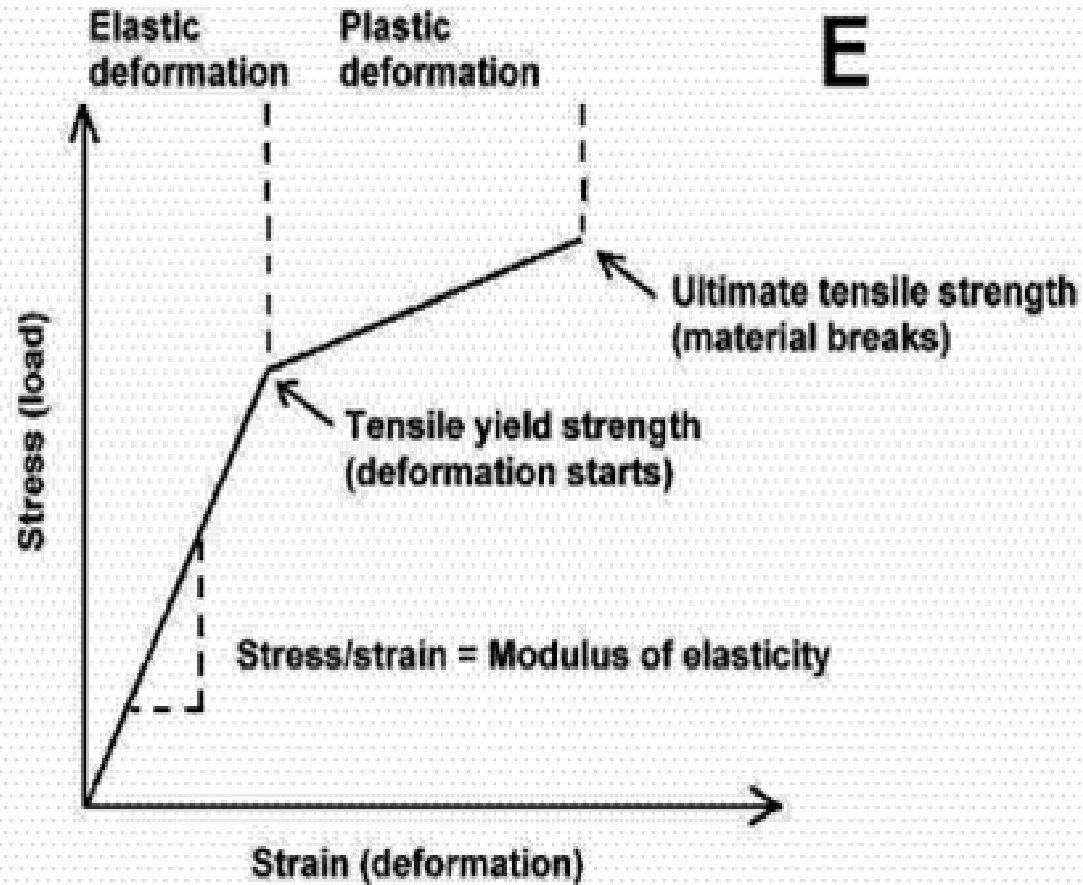 Elastic
deformation
Plastic
deformation
E
Ultimate tensile strength
(material breaks)
Tensile yield strength
(deformation starts)
Stress (load)
Stress/strain = Modulus of elasticity
Strain (deformation)